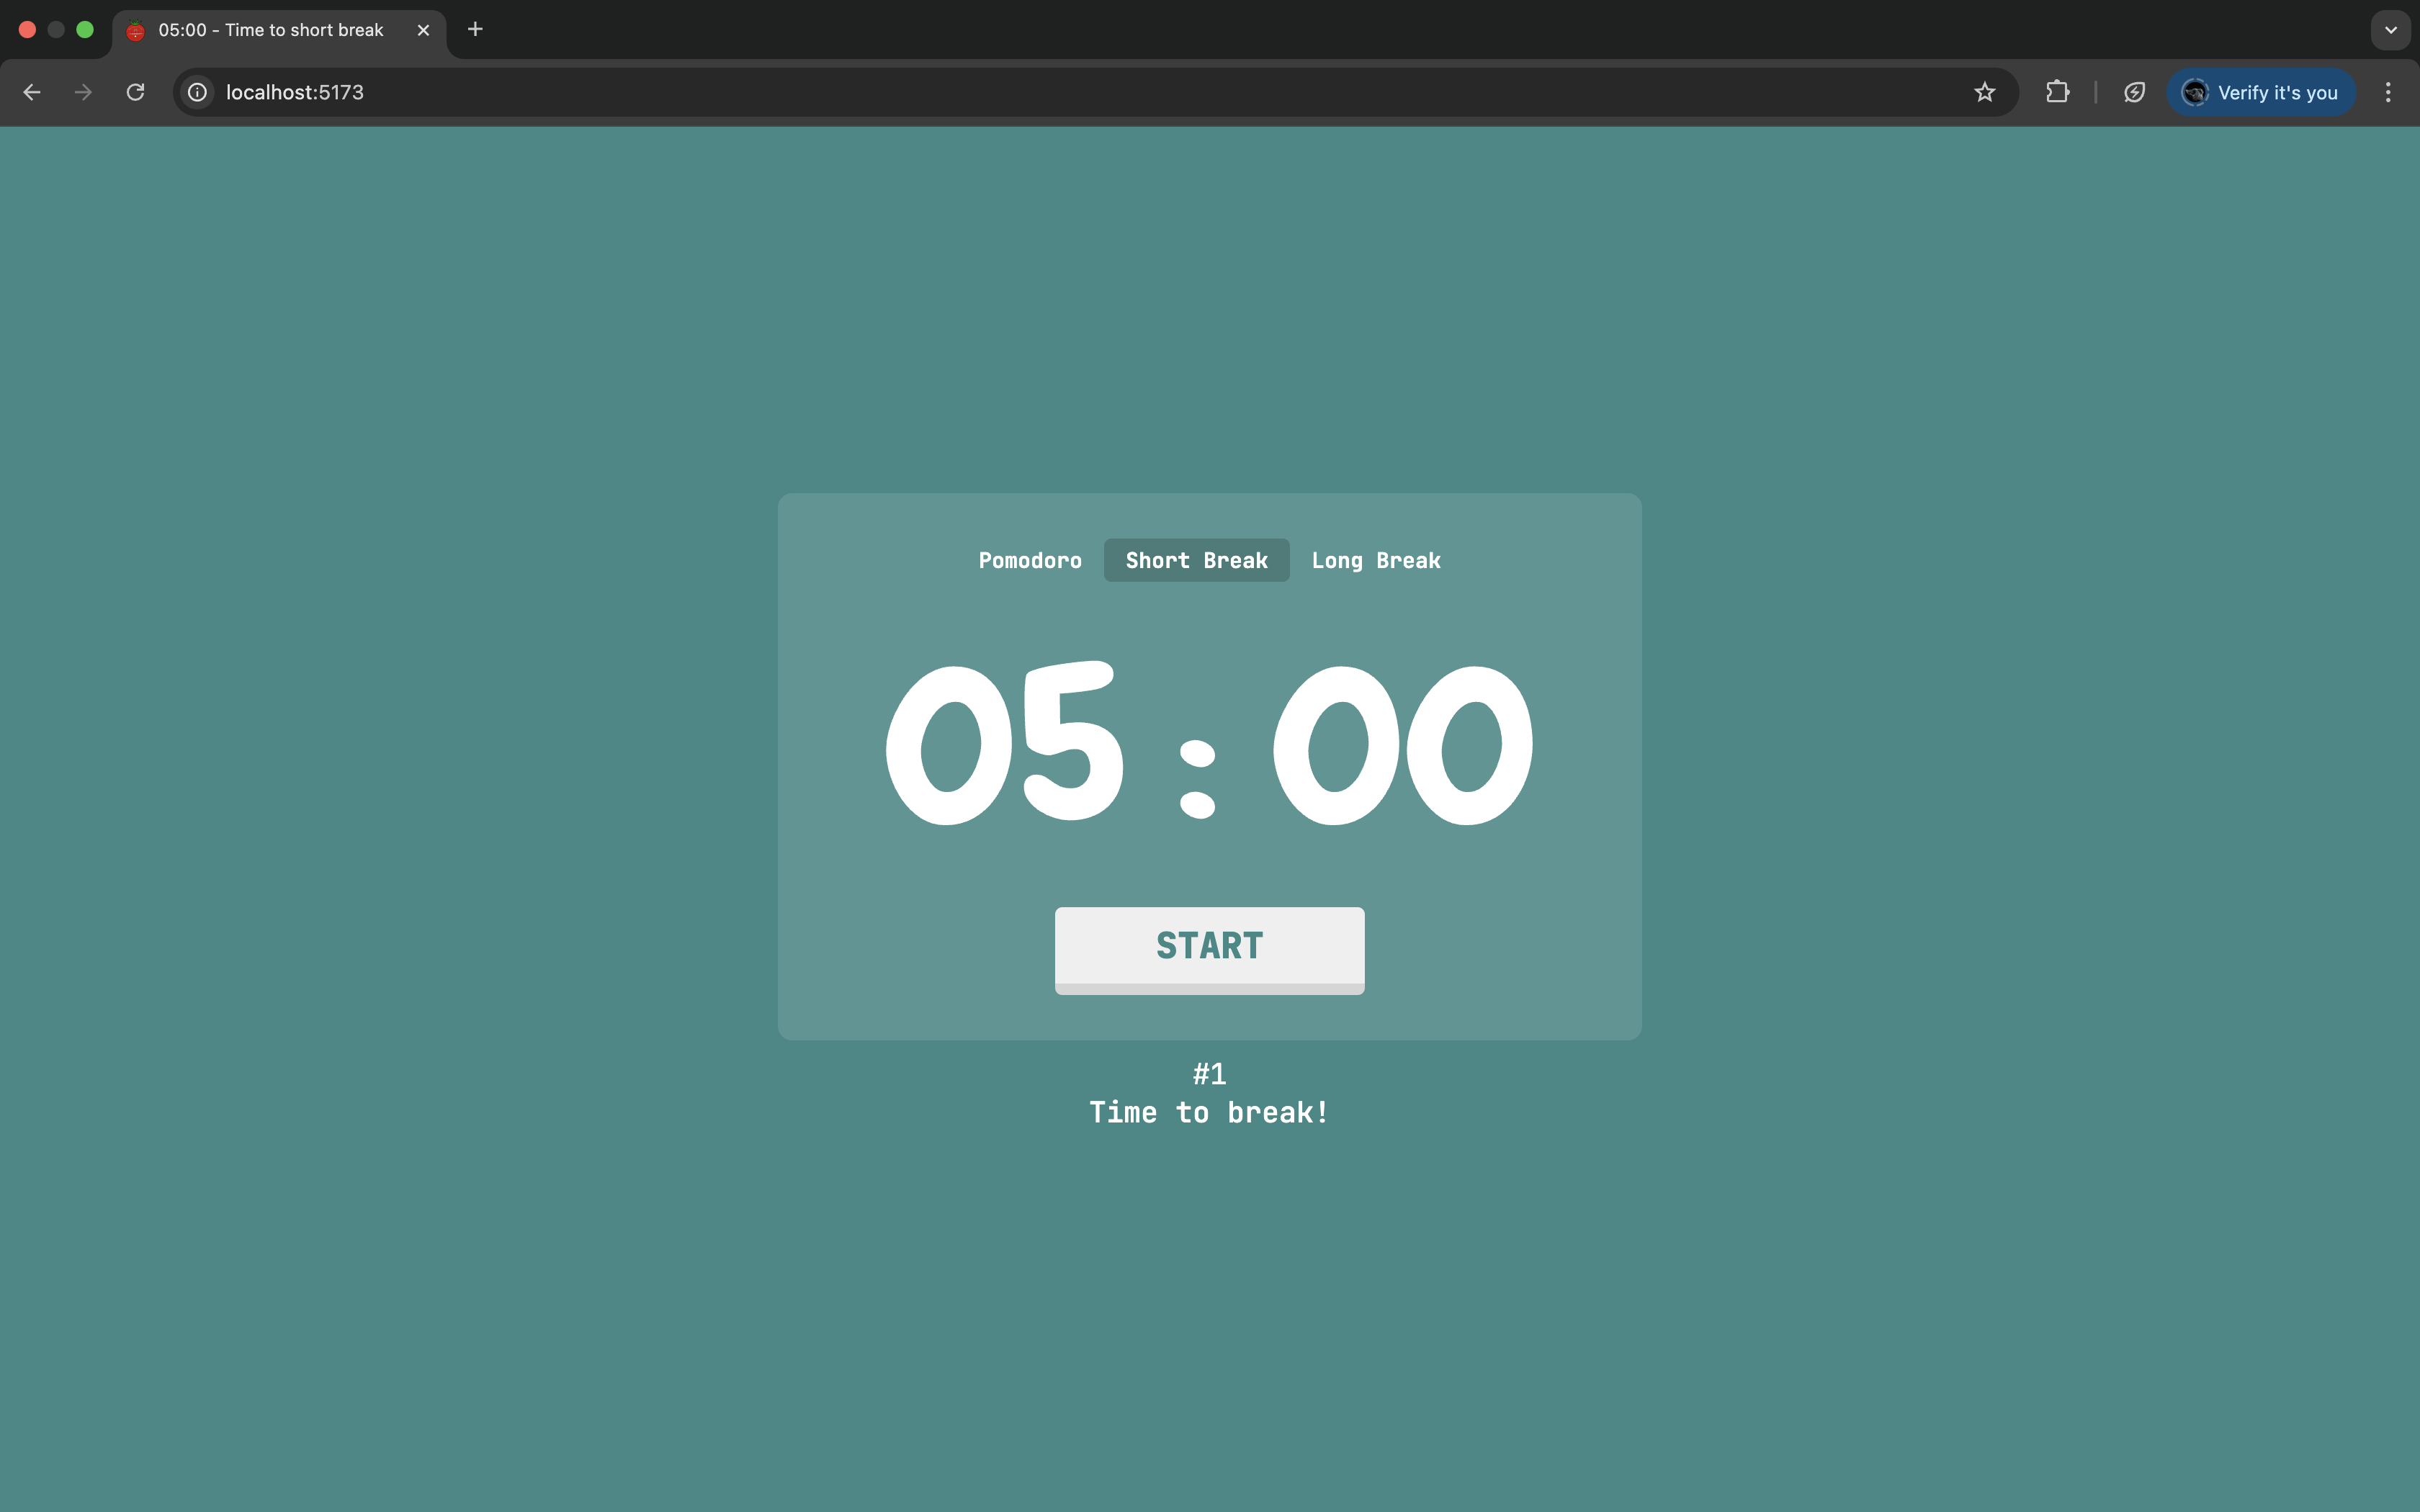 05:00 - Time to short break
localhost:5173
Verify it's you
Pomodoro Short Break Long Break
05:00
START
#1
Time to break!